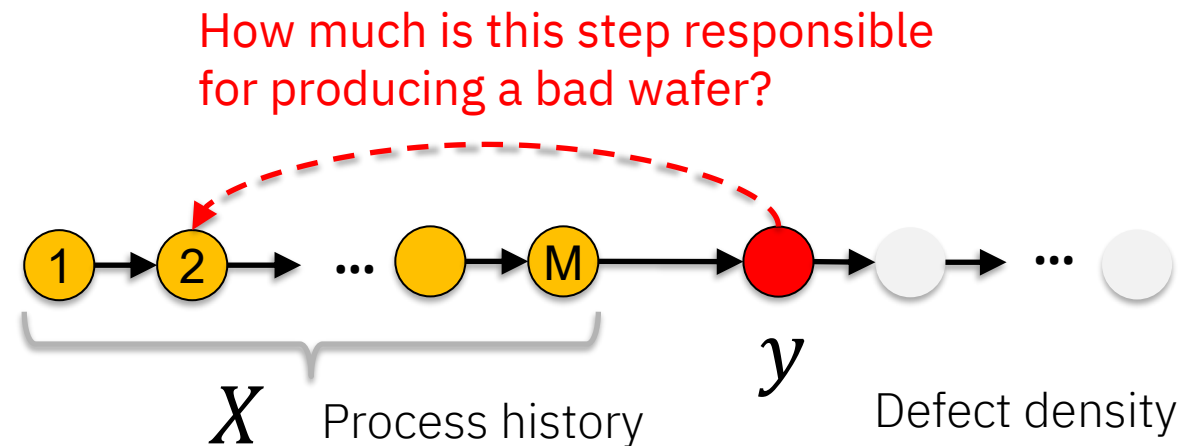 How much is this step responsible
for producing a bad wafer?
1 2 ... M ...
X Process history
y Defect density